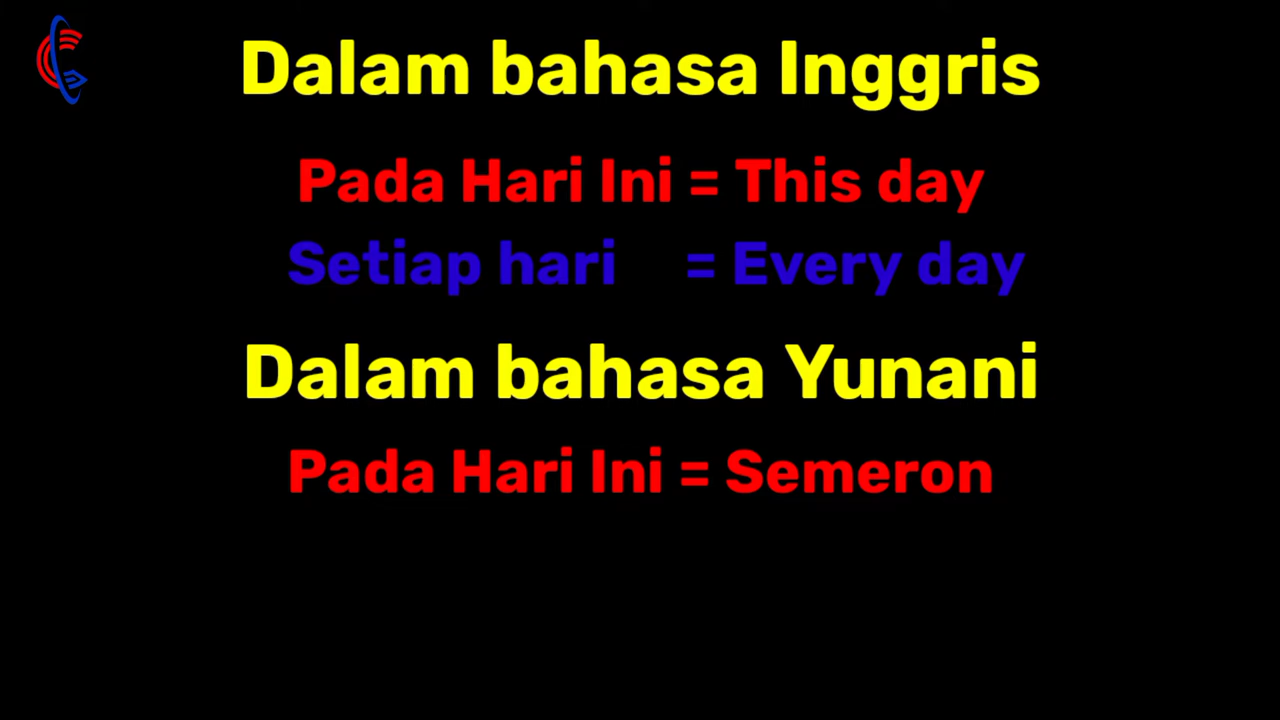 Dalam bahasa Inggris
Pada Hari Ini = This day
Setiap hari = Every day
Dalam bahasa Yunani
Pada Hari Ini = Semeron